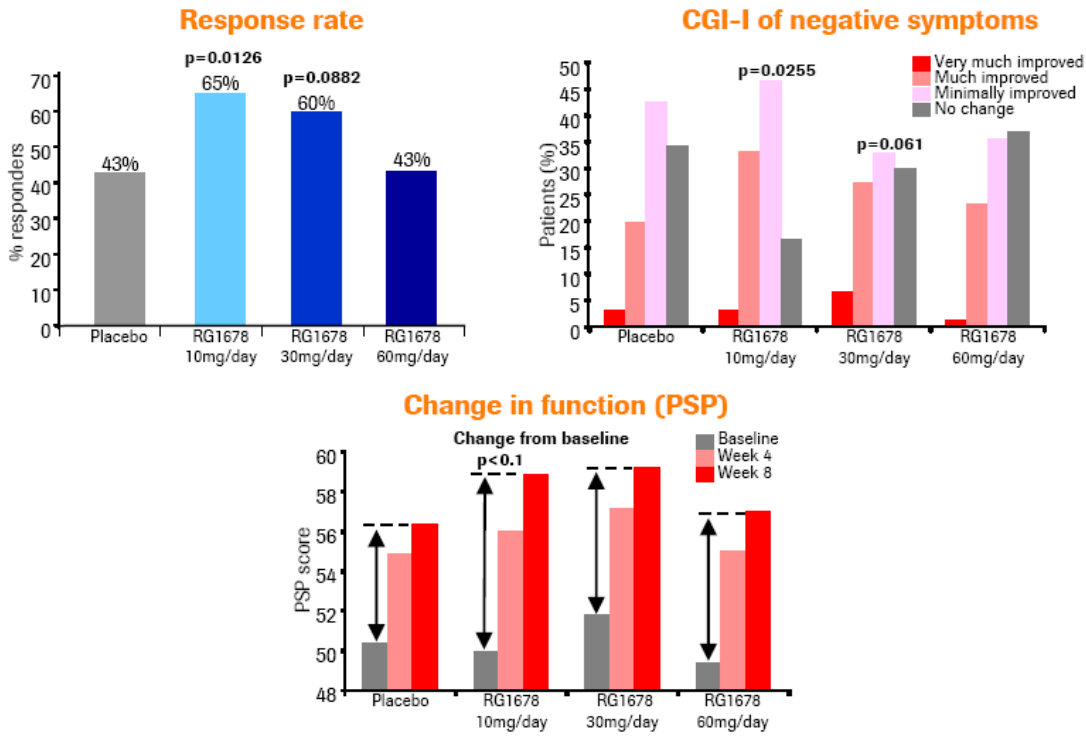 Response rate
% responders
70
60
50
40
30
20
10
0
43%
p=0.0126
65%
p=0.0882
60%
43%
Placebo
RG1678
10mg/day
RG1678
30mg/day
RG1678
60mg/day
CGI-I of negative symptoms
Very much improved
Much improved
Minimally improved
No change
Patients (%)
50
45
40
35
30
25
20
15
10
5
0
p=0.0255
p=0.061
Placebo
RG1678
10mg/day
RG1678
30mg/day
RG1678
60mg/day
Change in function (PSP)
Change from baseline
p<0.1
Baseline
Week 4
Week 8
PSP score
60
58
56
54
52
50
48
Placebo
RG1678
10mg/day
RG1678
30mg/day
RG1678
60mg/day